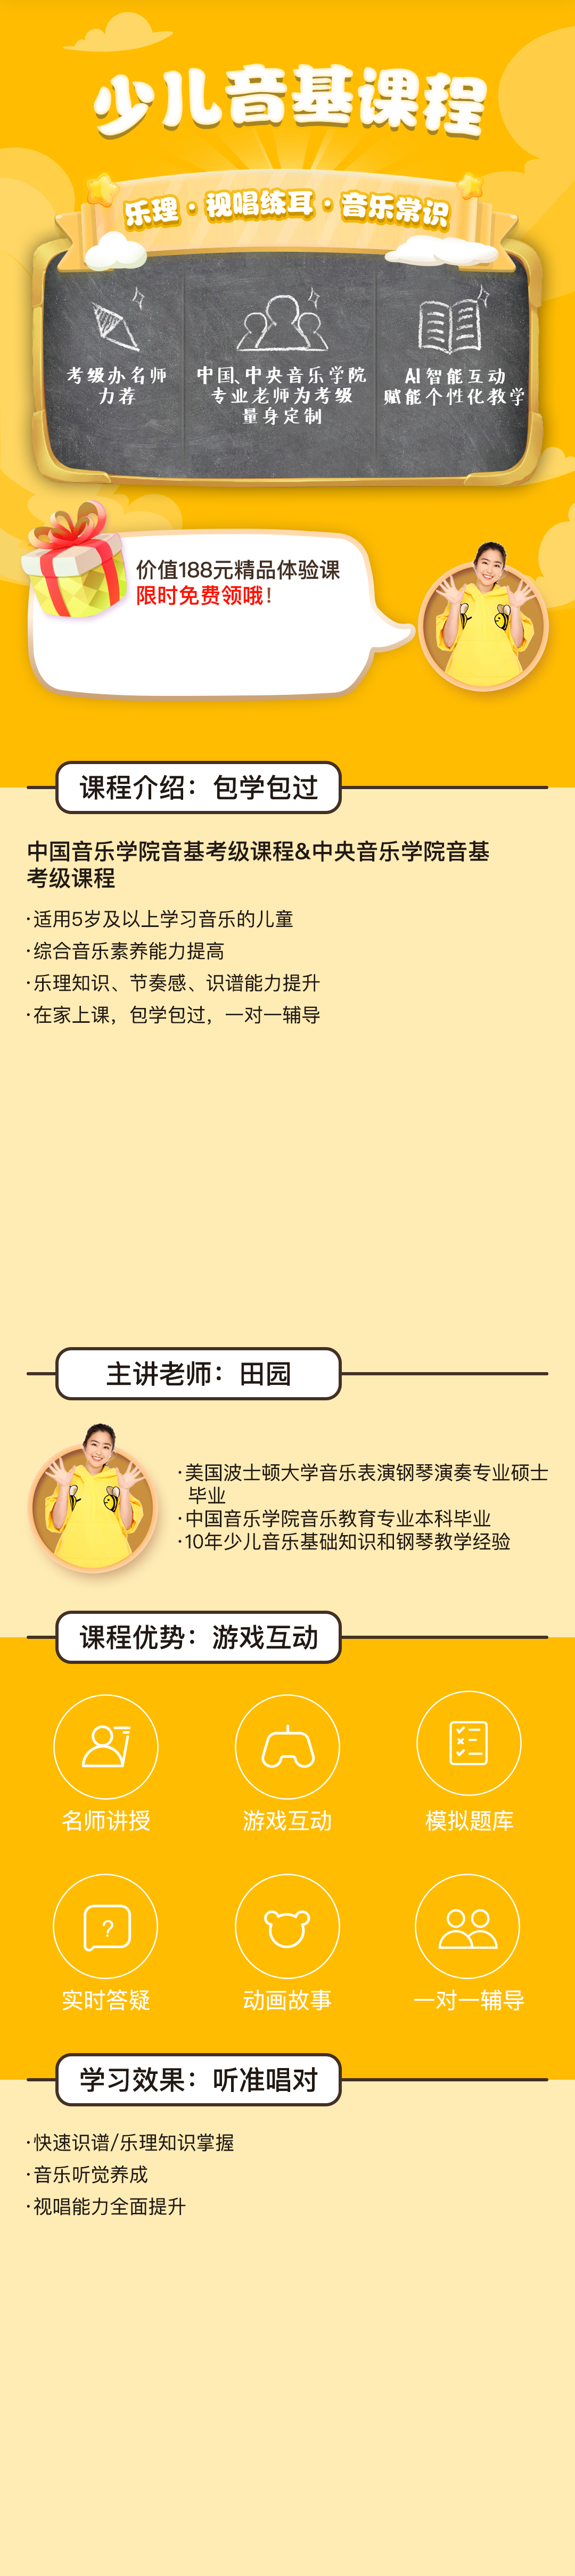 少儿音基课程
乐理·视唱练耳·音乐常识
考级办名师
力荐
中国、中央音乐学院
专业老师为考级
量身定制
AI智能互动
赋能个性化教学
价值188元精品体验课
限时免费领哦!
课程介绍：包学包过
中国音乐学院音基考级课程&中央音乐学院音基
考级课程
·适用5岁及以上学习音乐的儿童
·综合音乐素养能力提高
·乐理知识、节奏感、识谱能力提升
·在家上课，包学包过，一对一辅导
主讲老师：田园
·美国波士顿大学音乐表演钢琴演奏专业硕士
毕业
·中国音乐学院音乐教育专业本科毕业
·10年少儿音乐基础知识和钢琴教学经验
课程优势：游戏互动
名师讲授
游戏互动
模拟题库
?
实时答疑
动画故事
一对一辅导
学习效果：听准唱对
·快速识谱/乐理知识掌握
·音乐听觉养成
·视唱能力全面提升